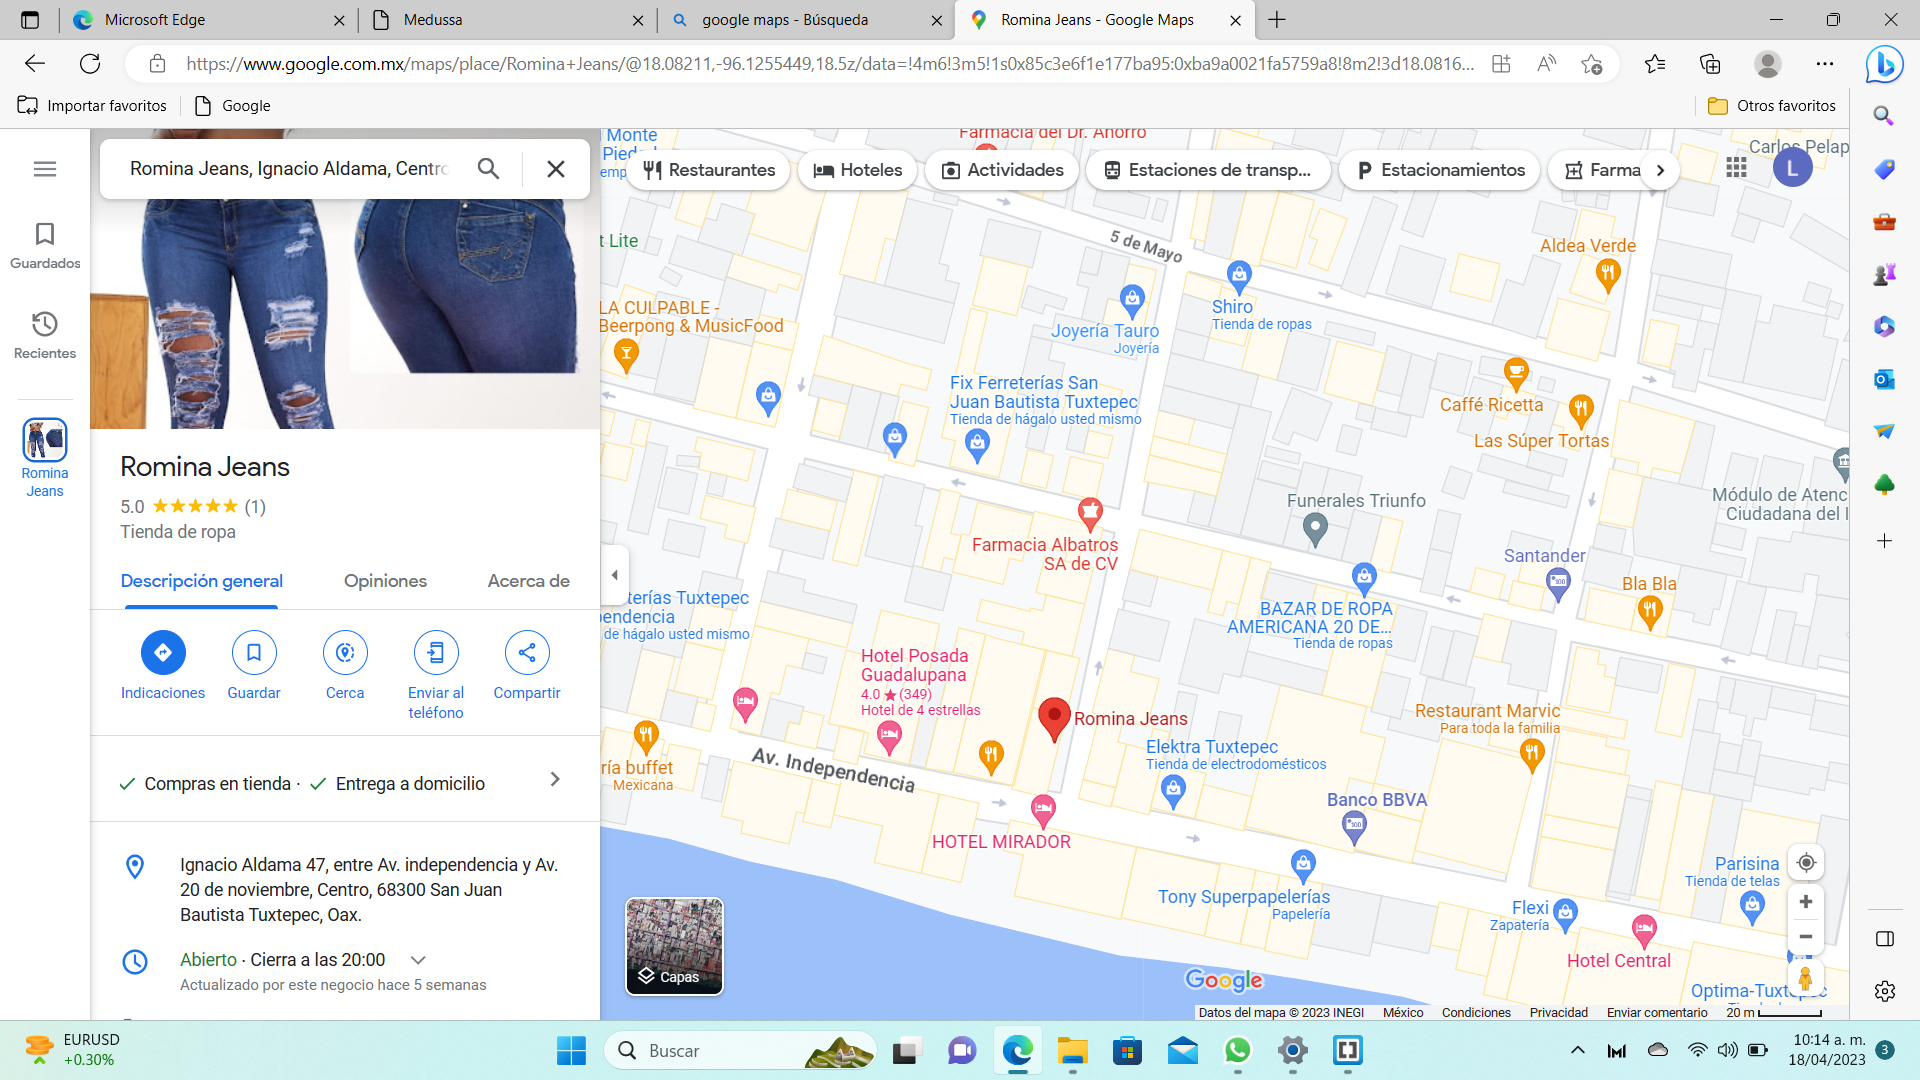 Microsoft Edge
Medussa
google maps - Búsqueda
Romina Jeans - Google Maps
https://www.google.com.mx/maps/place/Romina+Jeans/@18.08211,-96.1255449,18.5z/data=!4m6!3m5!1s0x85c3e6f1e177ba95:0xba9a0021fa5759a8!8m2!3d18.0816...
Importar favoritos
Google
Otros favoritos
Romina Jeans, Ignacio Aldama, Centro
Guardados
Recientes
Romina
Jeans
Romina Jeans
5.0 ★★★★★ (1)
Tienda de ropa
Descripción general
Opiniones
Acerca de
Indicaciones
Guardar
Cerca
Enviar al
teléfono
Compartir
Compras en tienda · Entrega a domicilio
Ignacio Aldama 47, entre Av. independencia y Av.
20 de noviembre, Centro, 68300 San Juan
Bautista Tuxtepec, Oax.
Abierto · Cierra a las 20:00
Actualizado por este negocio hace 5 semanas
Restaurantes
Hoteles
Actividades
Estaciones de transp...
Estacionamientos
Farma
L
Monte
Farmacia del Dr. Ahorro
Carlos Pelap
t Lite
5 de Mayo
Aldea Verde
Shiro
Tienda de ropas
LA CULPABLE -
Beerpong & MusicFood
Joyería Tauro
Joyería
Fix Ferreterías San
Juan Bautista Tuxtepec
Tienda de hágalo usted mismo
Caffé Ricetta
Las Súper Tortas
Funerales Triunfo
Módulo de Atenc
Ciudadana del I
Farmacia Albatros
SA de CV
Santander
Bla Bla
terías Tuxtepec
pendencia
de hágalo usted mismo
BAZAR DE ROPA
AMERICANA 20 DE...
Tienda de ropas
Hotel Posada
Guadalupana
4.0 ★ (349)
Hotel de 4 estrellas
Romina Jeans
Restaurant Marvic
Para toda la familia
Elektra Tuxtepec
Tienda de electrodomésticos
Av. Independencia
ría buffet
Mexicana
Banco BBVA
HOTEL MIRADOR
Parisina
Tienda de telas
Tony Superpapelerías
Papelería
Flexi
Zapatería
Hotel Central
Optima-Tuxtepec
Capas
Google
Datos del mapa © 2023 INEGI
México
Condiciones
Privacidad
Enviar comentario
20 m
EURUSD
+0.30%
Buscar
10:14 a. m.
18/04/2023
3